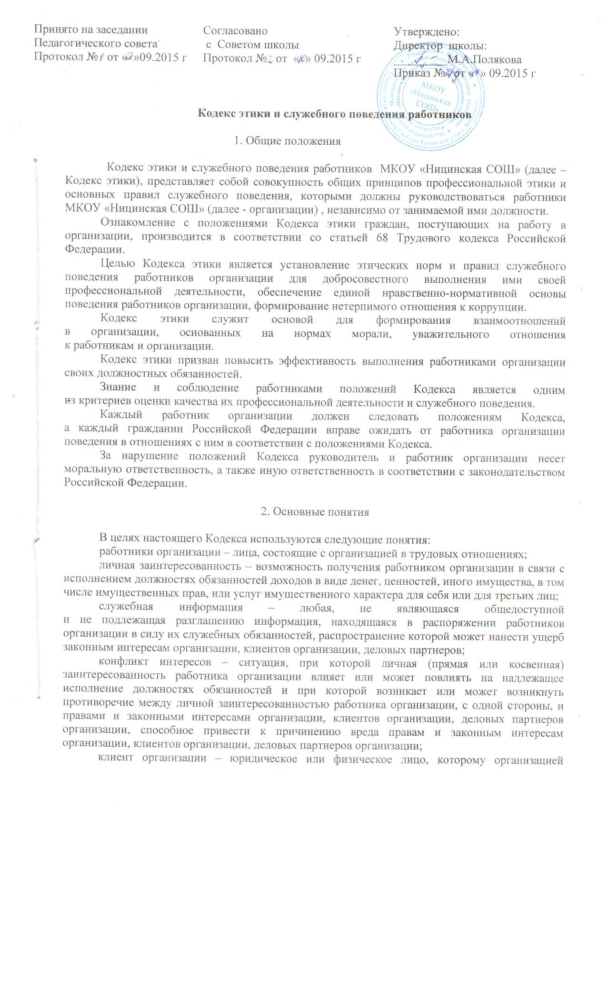 Принято на заседании
Педагогического совета
Протокол №1 от « »09.2015 г
Согласовано
с Советом школы
Протокол №2 от «10» 09.2015 г
Утверждено:
Директор школы:
М.А.Полякова
Приказ № от « » 09.2015 г
МКОУ
«Ницинская
СОШ»
Кодекс этики и служебного поведения работников
1. Общие положения
Кодекс этики и служебного поведения работников МКОУ «Ницинская СОШ» (далее –
Кодекс этики), представляет собой совокупность общих принципов профессиональной этики и
основных правил служебного поведения, которыми должны руководствоваться работники
МКОУ «Ницинская СОШ» (далее - организации) , независимо от занимаемой ими должности.
Ознакомление с положениями Кодекса этики граждан, поступающих на работу в
организации, производится в соответствии со статьей 68 Трудового кодекса Российской
Федерации.
Целью Кодекса этики является установление этических норм и правил служебного
поведения работников организации для добросовестного выполнения ими своей
профессиональной деятельности, обеспечение единой нравственно-нормативной основы
поведения работников организации, формирование нетерпимого отношения к коррупции.
Кодекс этики служит основой для формирования взаимоотношений
в организации, основанных на нормах морали, уважительного отношения
к работникам и организации.
Кодекс этики призван повысить эффективность выполнения работниками организации
своих должностных обязанностей.
Знание и соблюдение работниками положений Кодекса является одним
из критериев оценки качества их профессиональной деятельности и служебного поведения.
Каждый работник организации должен следовать положениям Кодекса,
а каждый гражданин Российской Федерации вправе ожидать от работника организации
поведения в отношениях с ним в соответствии с положениями Кодекса.
За нарушение положений Кодекса руководитель и работник организации несет
моральную ответственность, а также иную ответственность в соответствии с законодательством
Российской Федерации.
2. Основные понятия
В целях настоящего Кодекса используются следующие понятия:
работники организации – лица, состоящие с организацией в трудовых отношениях;
личная заинтересованность – возможность получения работником организации в связи с
исполнением должностях обязанностей доходов в виде денег, ценностей, иного имущества, в том
числе имущественных прав, или услуг имущественного характера для себя или для третьих лиц;
служебная информация – любая, не являющаяся общедоступной
и не подлежащая разглашению информация, находящаяся в распоряжении работников
организации в силу их служебных обязанностей, распространение которой может нанести ущерб
законным интересам организации, клиентов организации, деловых партнеров;
конфликт интересов – ситуация, при которой личная (прямая или косвенная)
заинтересованность работника организации влияет или может повлиять на надлежащее
исполнение должностях обязанностей и при которой возникает или может возникнуть
противоречие между личной заинтересованностью работника организации, с одной стороны, и
правами и законными интересами организации, клиентов организации, деловых партнеров
организации, способное привести к причинению вреда правам и законным интересам
организации, клиентов организации, деловых партнеров организации;
клиент организации – юридическое или физическое лицо, которому организацией